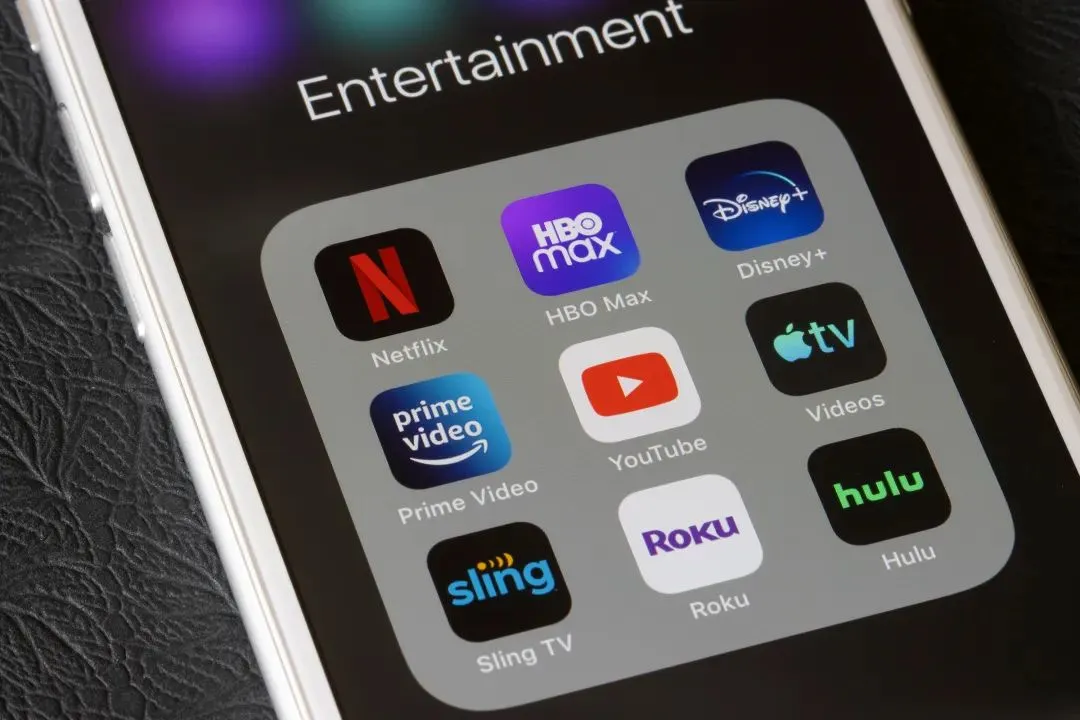 Entertainment
N
Netflix
HBO
max
HBO Max
Disney+
Disney+
prime
video
Prime Video
YouTube
tv
Videos
sling
Sling TV
Roku
Roku
hulu
Hulu